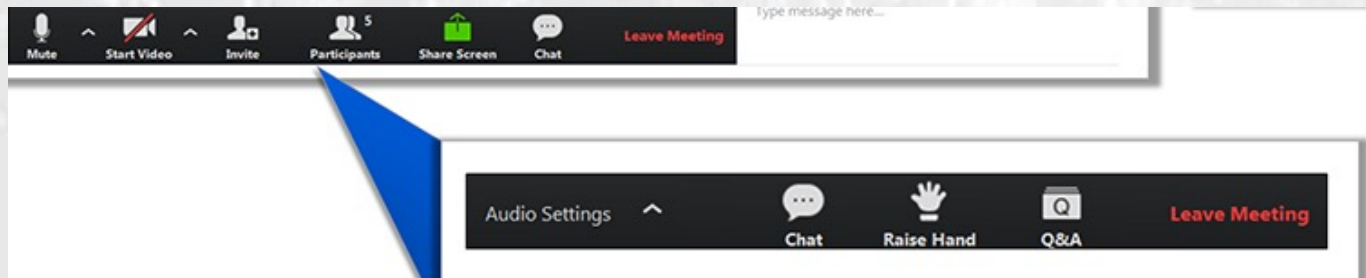 Type message here...
5
Mute Start Video Invite Participants Share Screen Chat Leave Meeting
Audio Settings Chat Raise Hand Q Q&A Leave Meeting